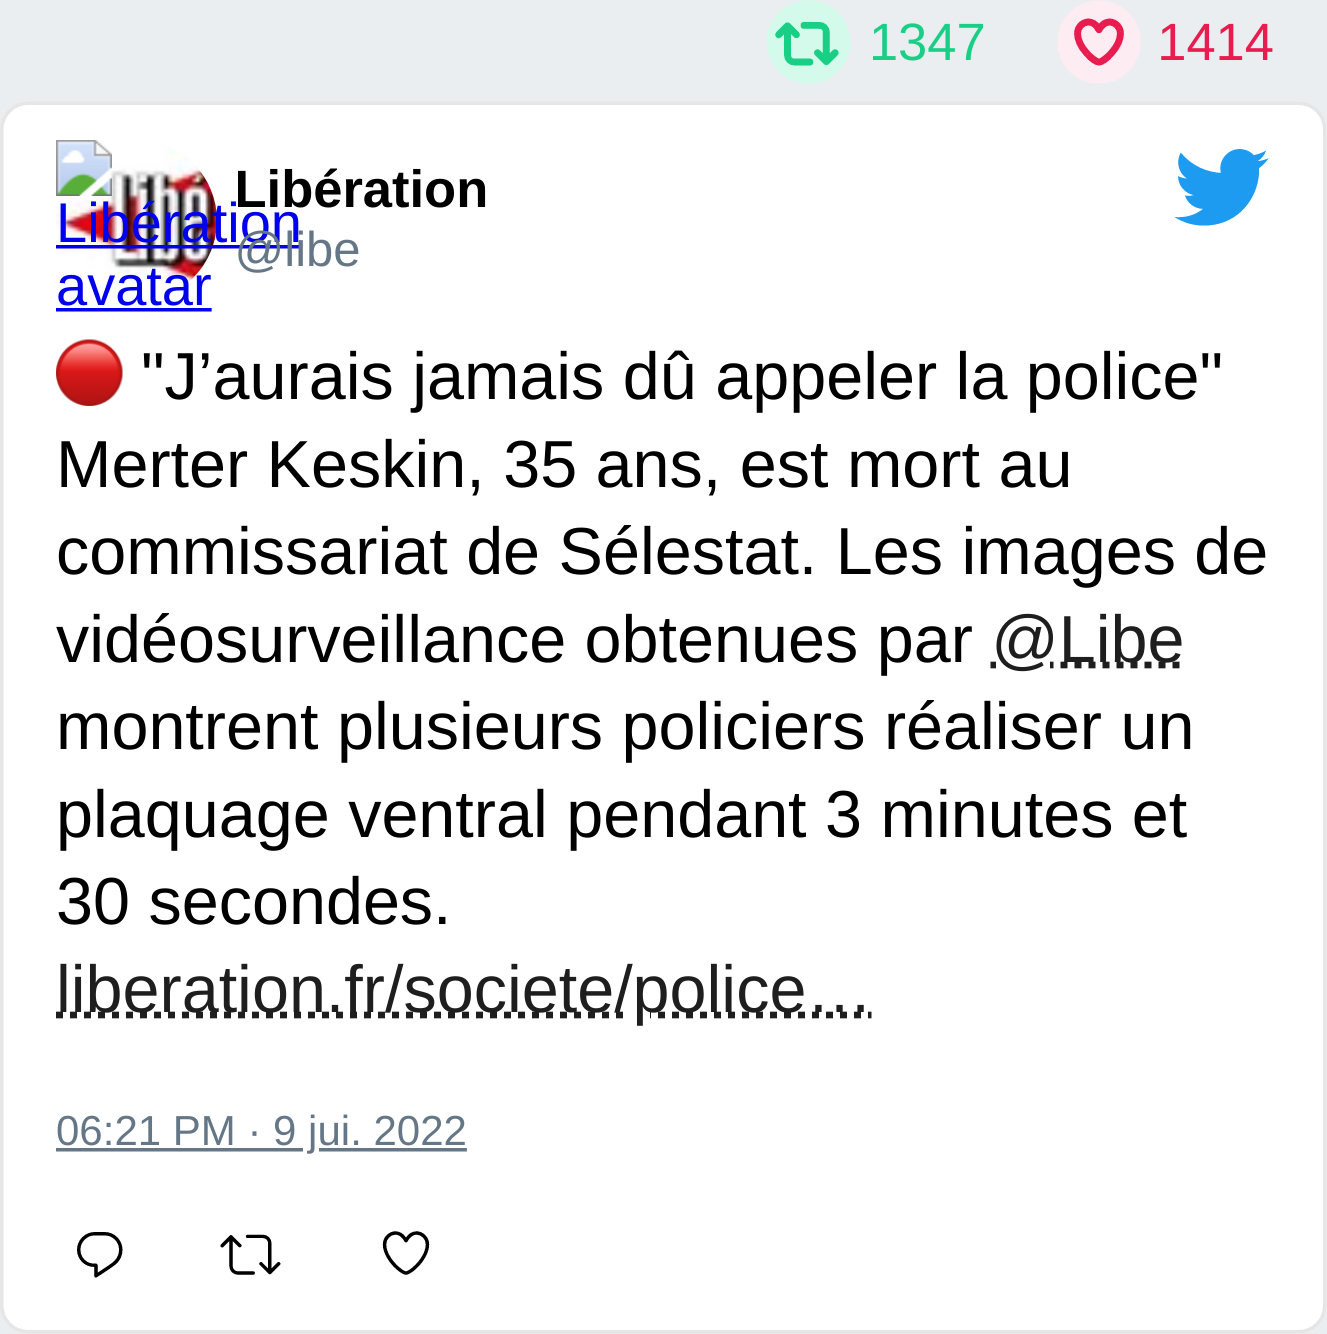 1347 1414
Libé
Libération
Libération
@libe
avatar
🔴 "J’aurais jamais dû appeler la police"
Merter Keskin, 35 ans, est mort au
commissariat de Sélestat. Les images de
vidéosurveillance obtenues par @Libe
montrent plusieurs policiers réaliser un
plaquage ventral pendant 3 minutes et
30 secondes.
liberation.fr/societe/police…
06:21 PM · 9 jui. 2022